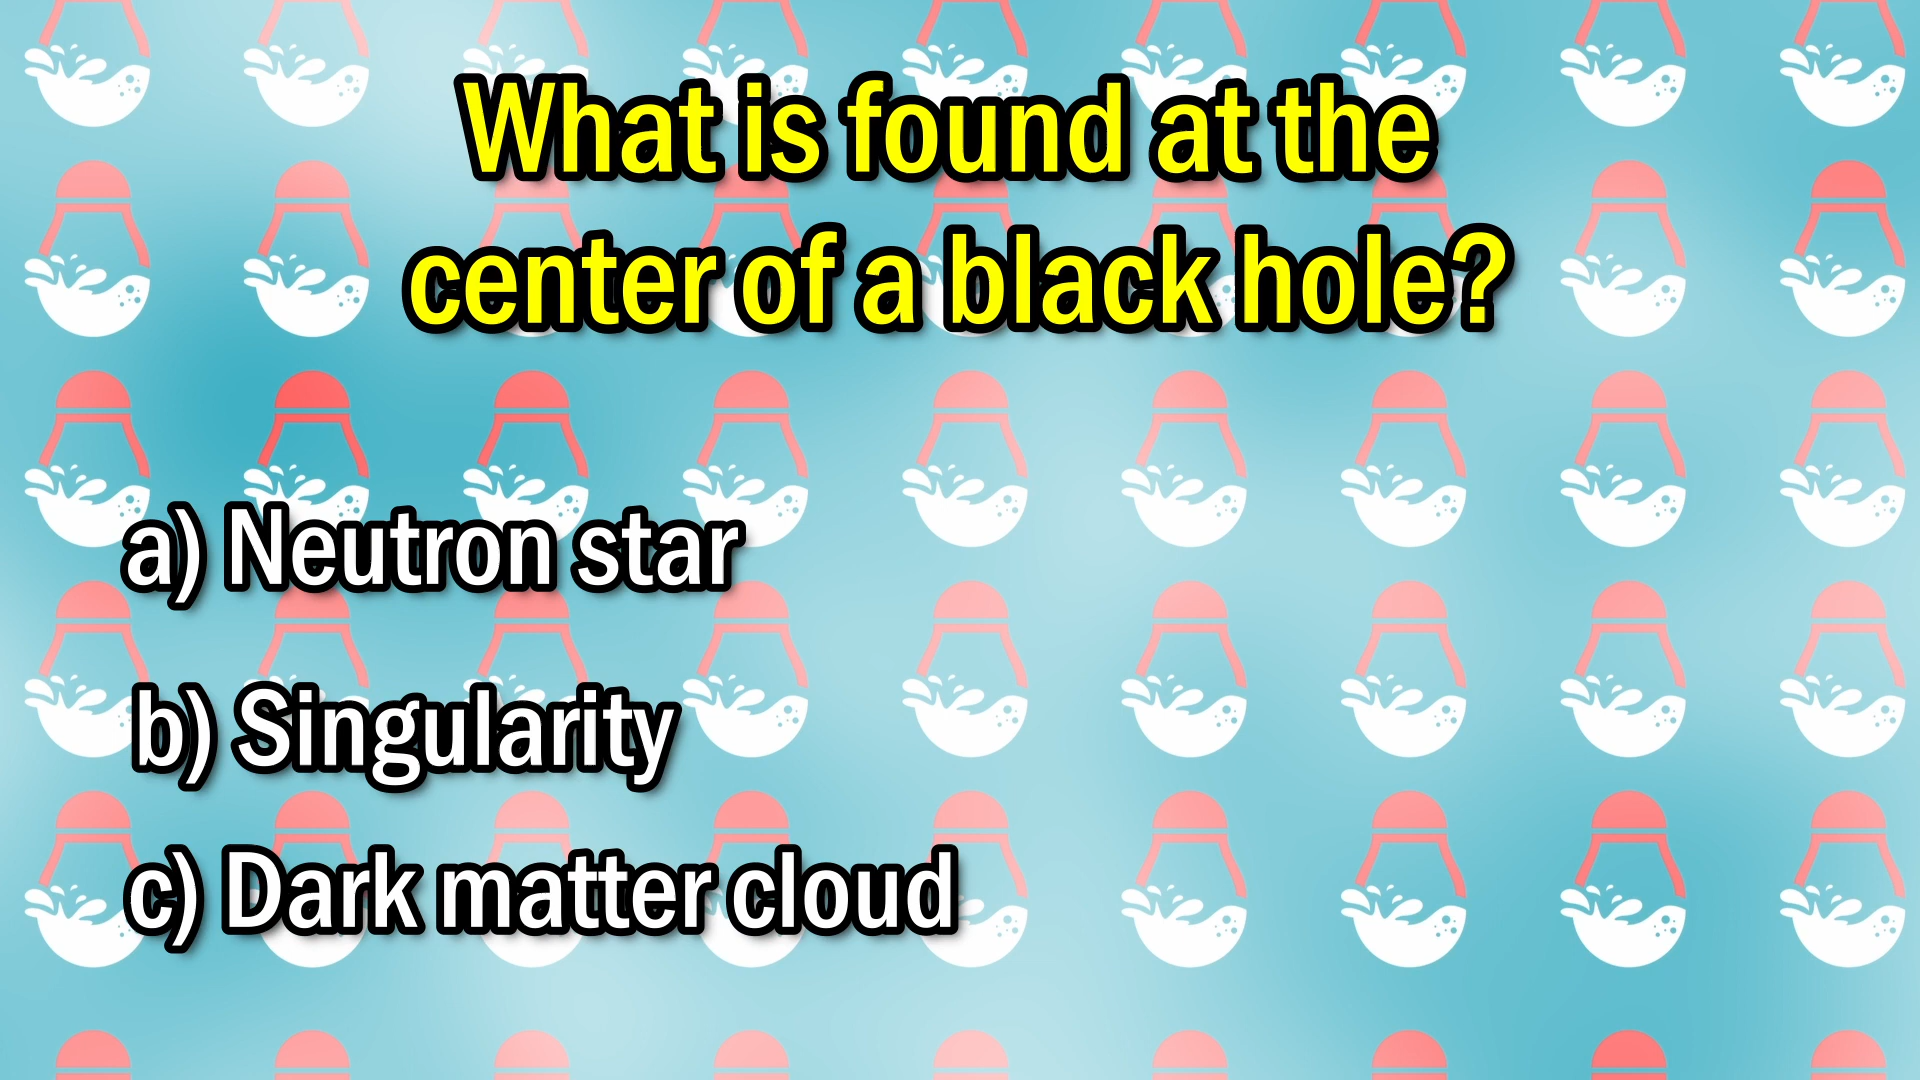 What is found at the
center of a black hole?
a) Neutron star
b) Singularity
c) Dark matter cloud